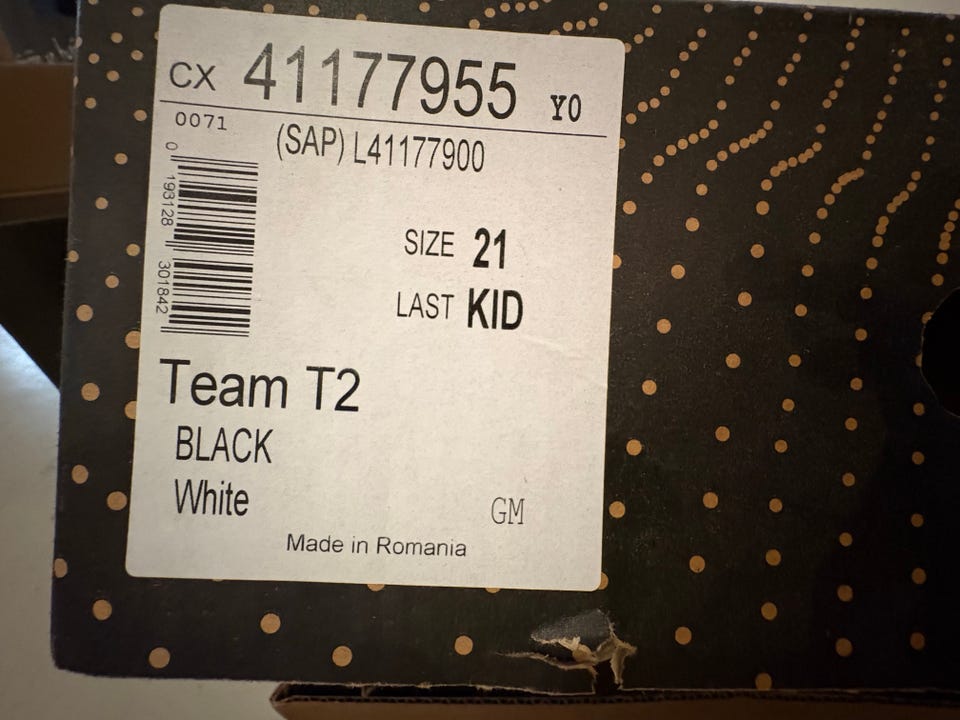 CX 41177955 Y0
0071
(SAP) L41177900
0 193128 301842
SIZE 21
LAST KID
Team T2
BLACK
White
GM
Made in Romania